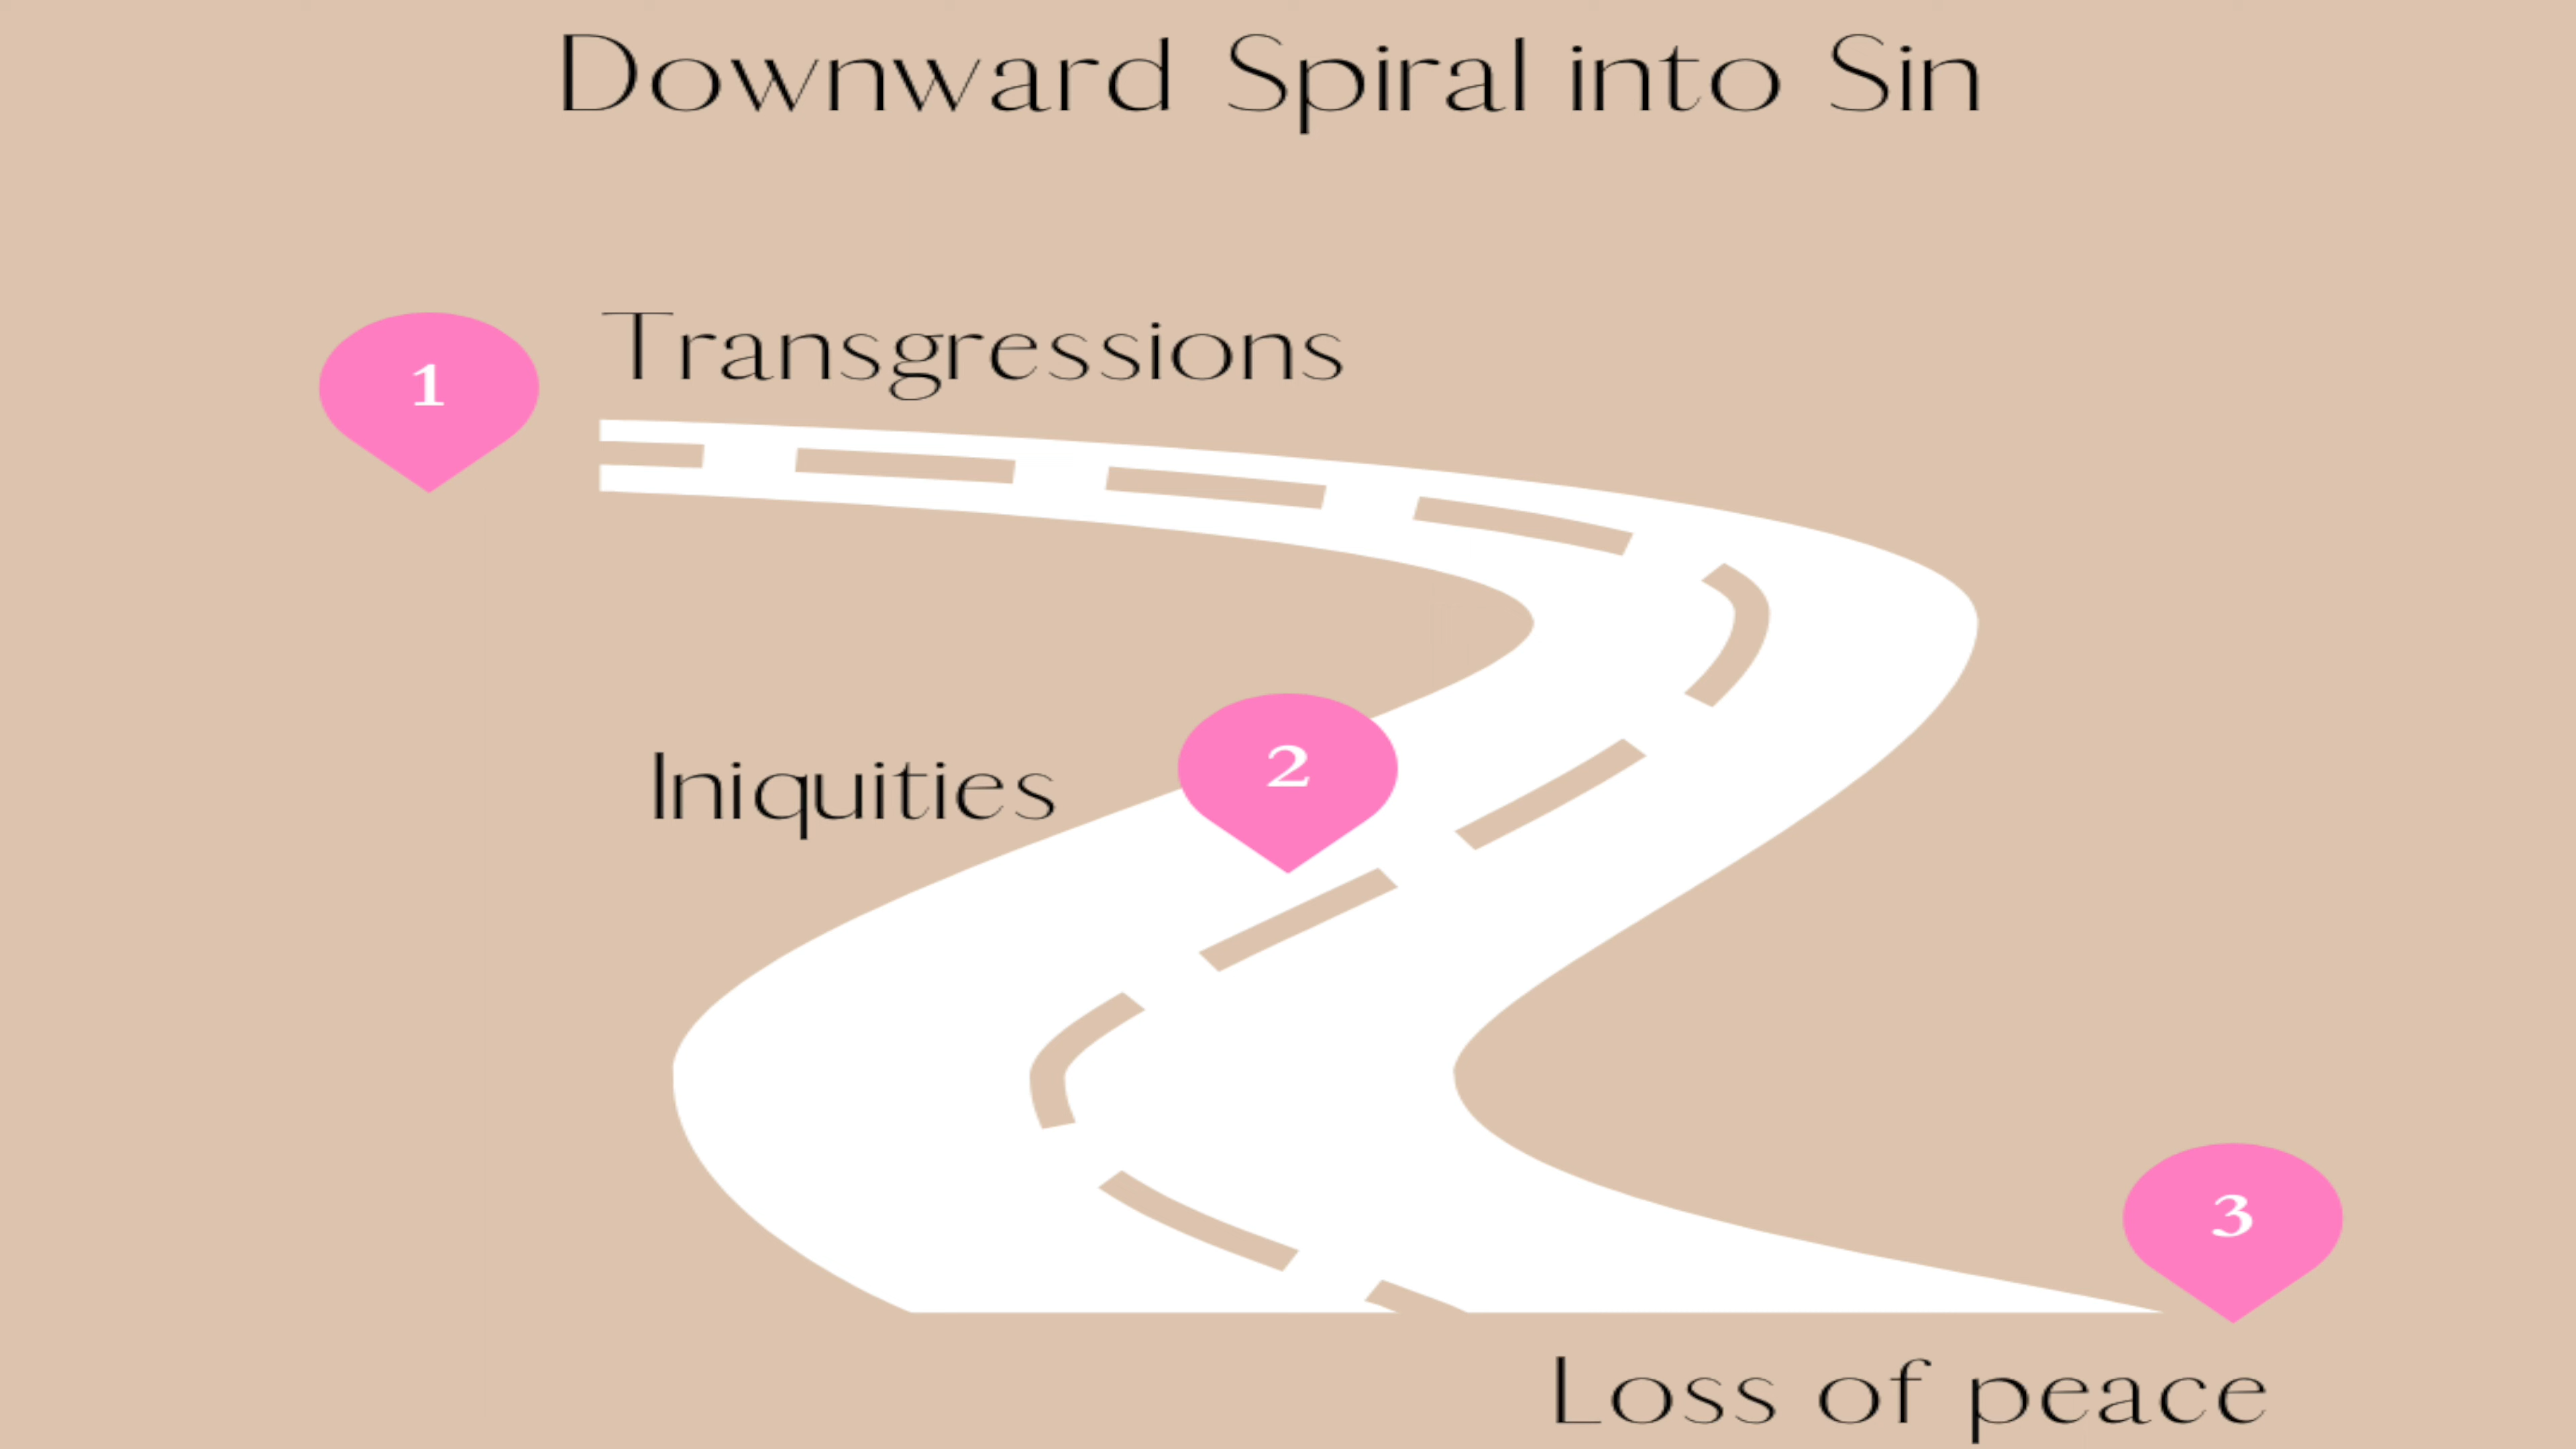 Downward Spiral into Sin
1
Transgressions
Iniquities
2
3
Loss of peace